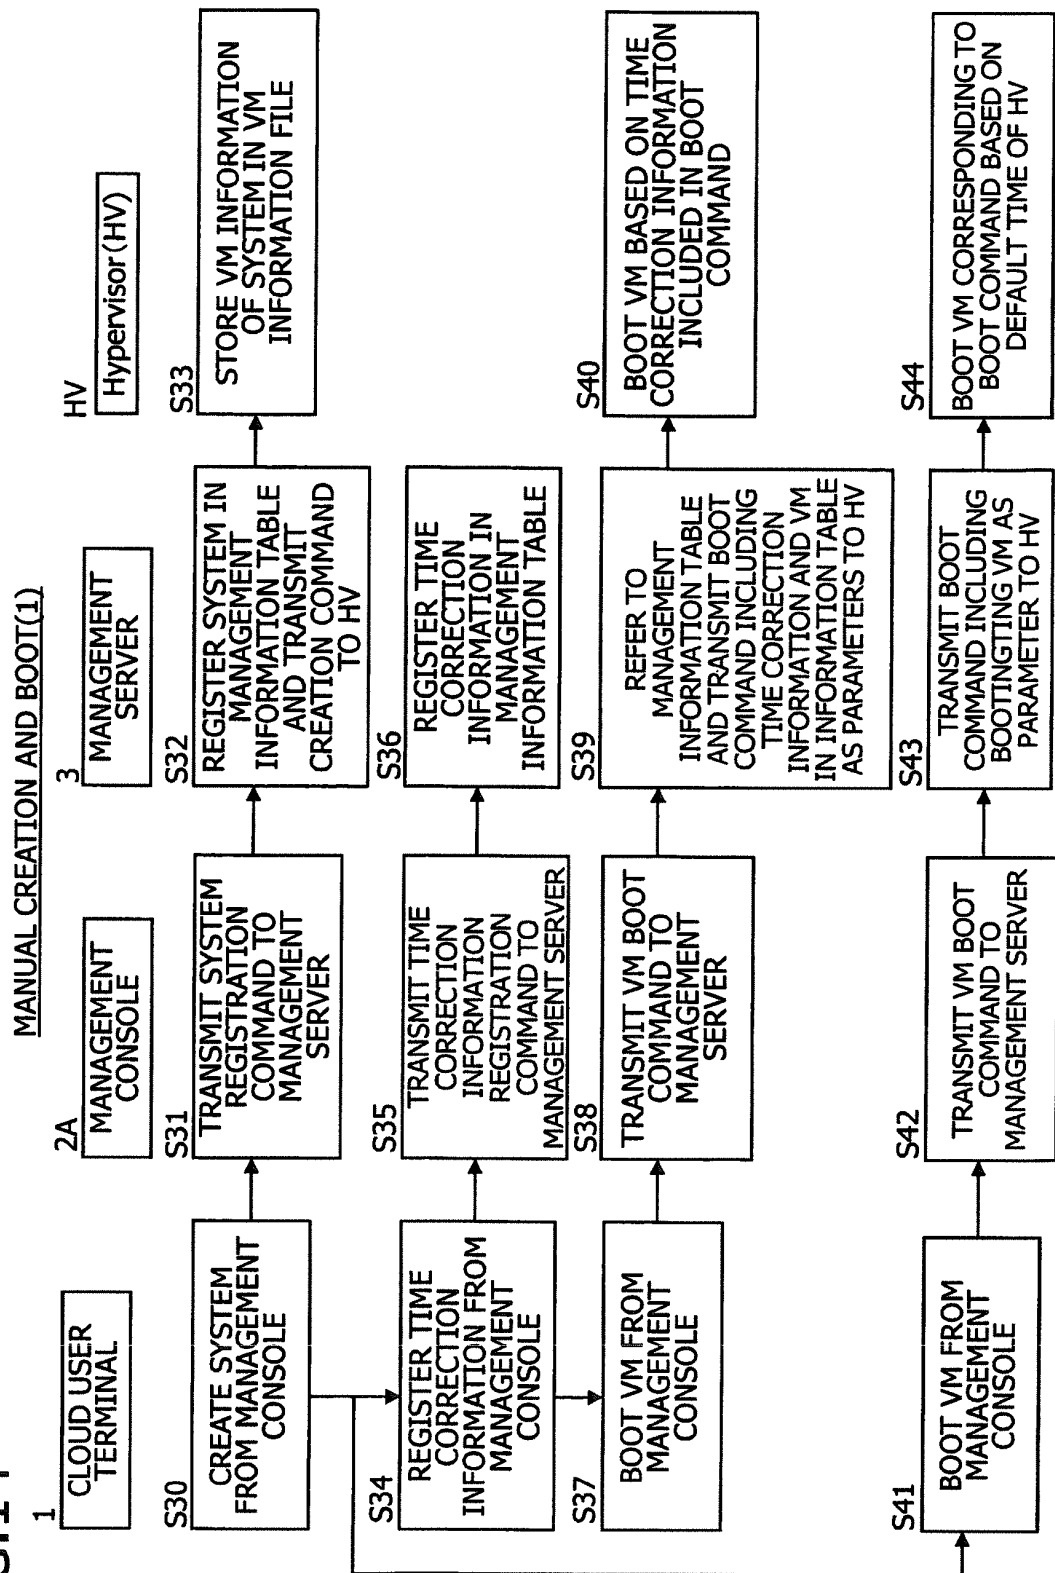 MANUAL CREATION AND BOOT(1)
1
CLOUD USER
TERMINAL
2A
MANAGEMENT
CONSOLE
3
MANAGEMENT
SERVER
HV
Hypervisor(HV)
S30
CREATE SYSTEM
FROM MANAGEMENT
CONSOLE
S31
TRANSMIT SYSTEM
REGISTRATION
COMMAND TO
MANAGEMENT
SERVER
S32
REGISTER SYSTEM IN
MANAGEMENT
INFORMATION TABLE
AND TRANSMIT
CREATION COMMAND
TO HV
S33
STORE VM INFORMATION
OF SYSTEM IN VM
INFORMATION FILE
S34
REGISTER TIME
CORRECTION
INFORMATION FROM
MANAGEMENT
CONSOLE
S35
TRANSMIT TIME
CORRECTION
INFORMATION
REGISTRATION
COMMAND TO
MANAGEMENT SERVER
S36
REGISTER TIME
CORRECTION
INFORMATION IN
MANAGEMENT
INFORMATION TABLE
S37
BOOT VM FROM
MANAGEMENT
CONSOLE
S38
TRANSMIT VM BOOT
COMMAND TO
MANAGEMENT
SERVER
S39
REFER TO
MANAGEMENT
INFORMATION TABLE
AND TRANSMIT BOOT
COMMAND INCLUDING
TIME CORRECTION
INFORMATION AND VM
IN INFORMATION TABLE
AS PARAMETERS TO HV
S40
BOOT VM BASED ON TIME
CORRECTION INFORMATION
INCLUDED IN BOOT
COMMAND
S41
BOOT VM FROM
MANAGEMENT
CONSOLE
S42
TRANSMIT VM BOOT
COMMAND TO
MANAGEMENT SERVER
S43
TRANSMIT BOOT
COMMAND INCLUDING
BOOTINGTING VM AS
PARAMETER TO HV
S44
BOOT VM CORRESPONDING TO
BOOT COMMAND BASED ON
DEFAULT TIME OF HV